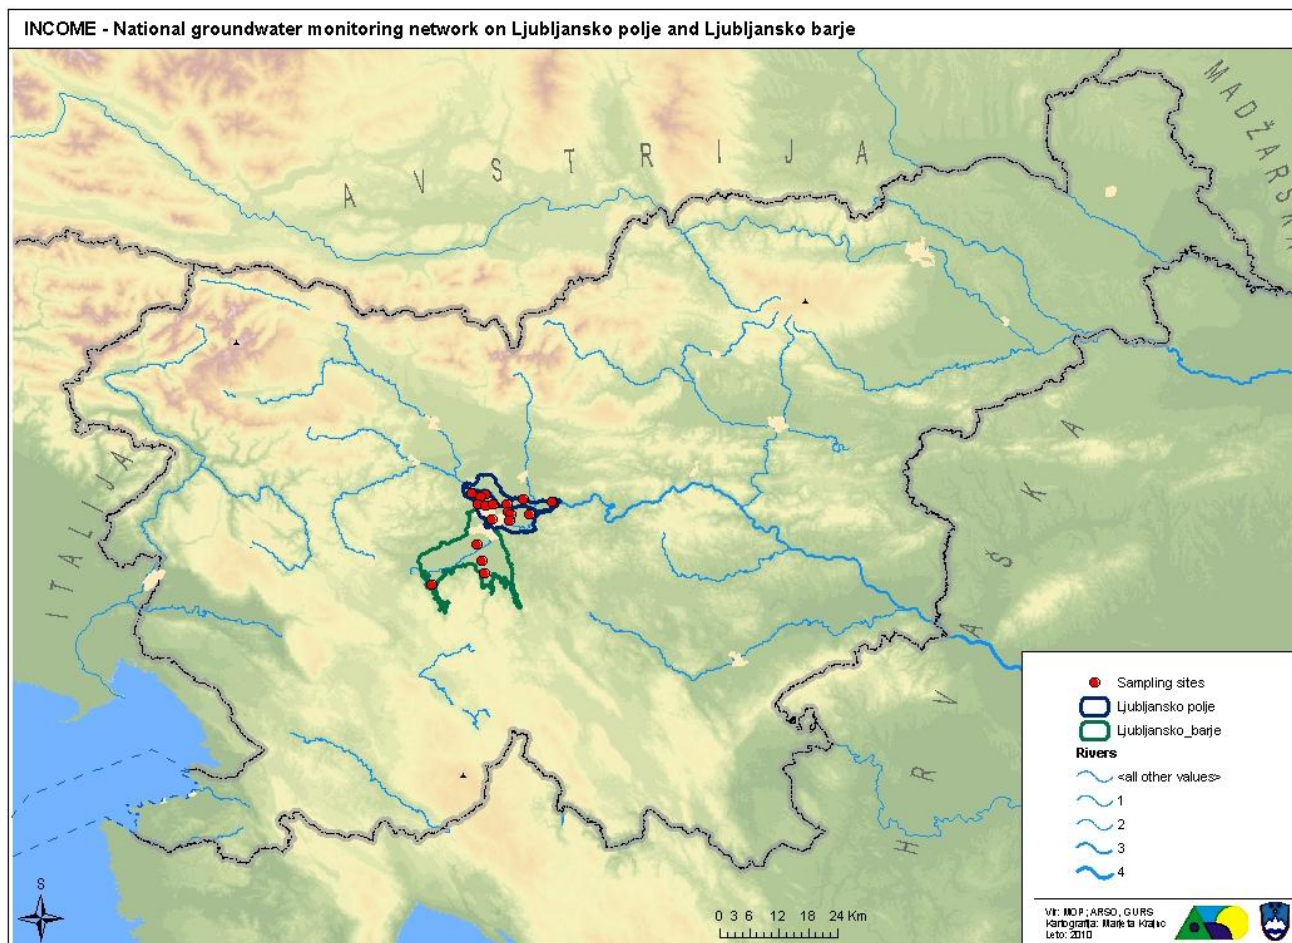 INCOME - National groundwater monitoring network on Ljubljansko polje and Ljubljansko barje
MADŽARSKA
AVSTRIJA
ITALIJA
HRVAŠKA
Sampling sites
Ljubljansko polje
Ljubljansko_barje
Rivers
<all other values>
1
2
3
4
S
0 3 6 12 18 24 Km
Vir: MOP; ARSO, GURS
Kartografija: Marjeta Krajnc
Leto: 2010